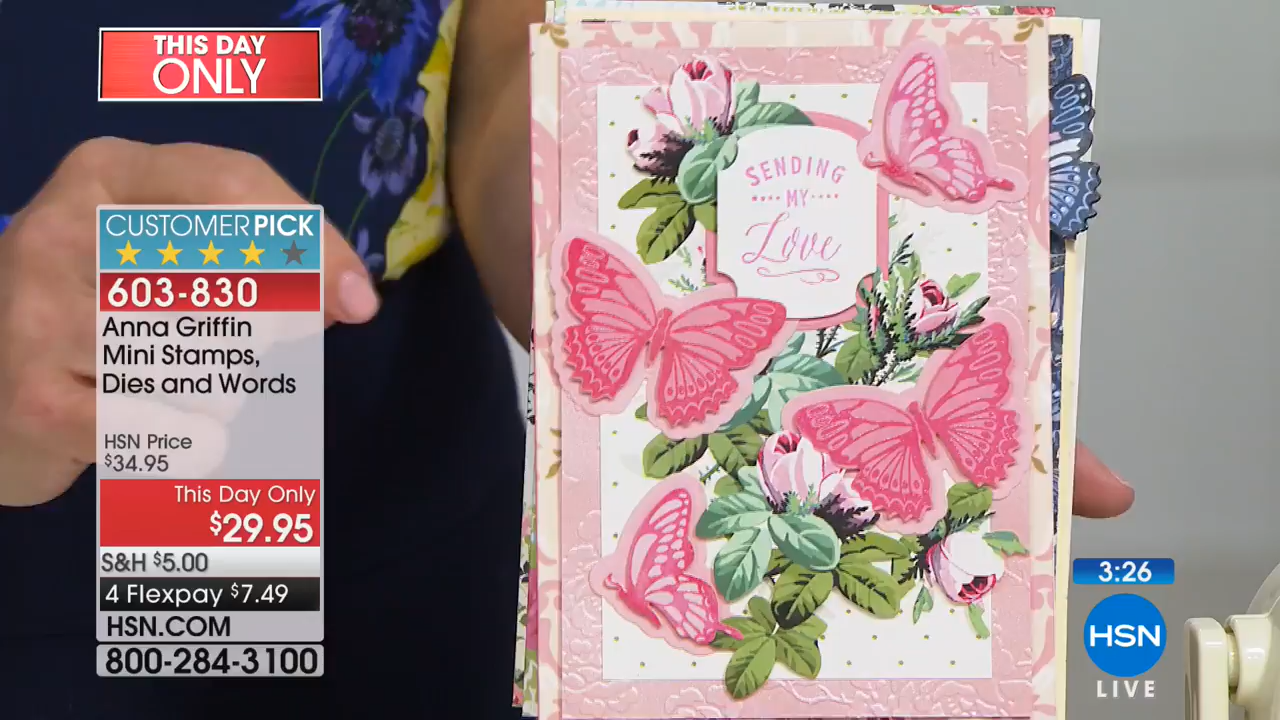 THIS DAY
ONLY
CUSTOMERPICK
603-830
Anna Griffin
Mini Stamps,
Dies and Words
HSN Price
$34.95
This Day Only
$29.95
S&H $5.00
4 Flexpay $7.49
HSN.COM
800-284-3100
SENDING
MY
Love
3:26
HSN
LIVE